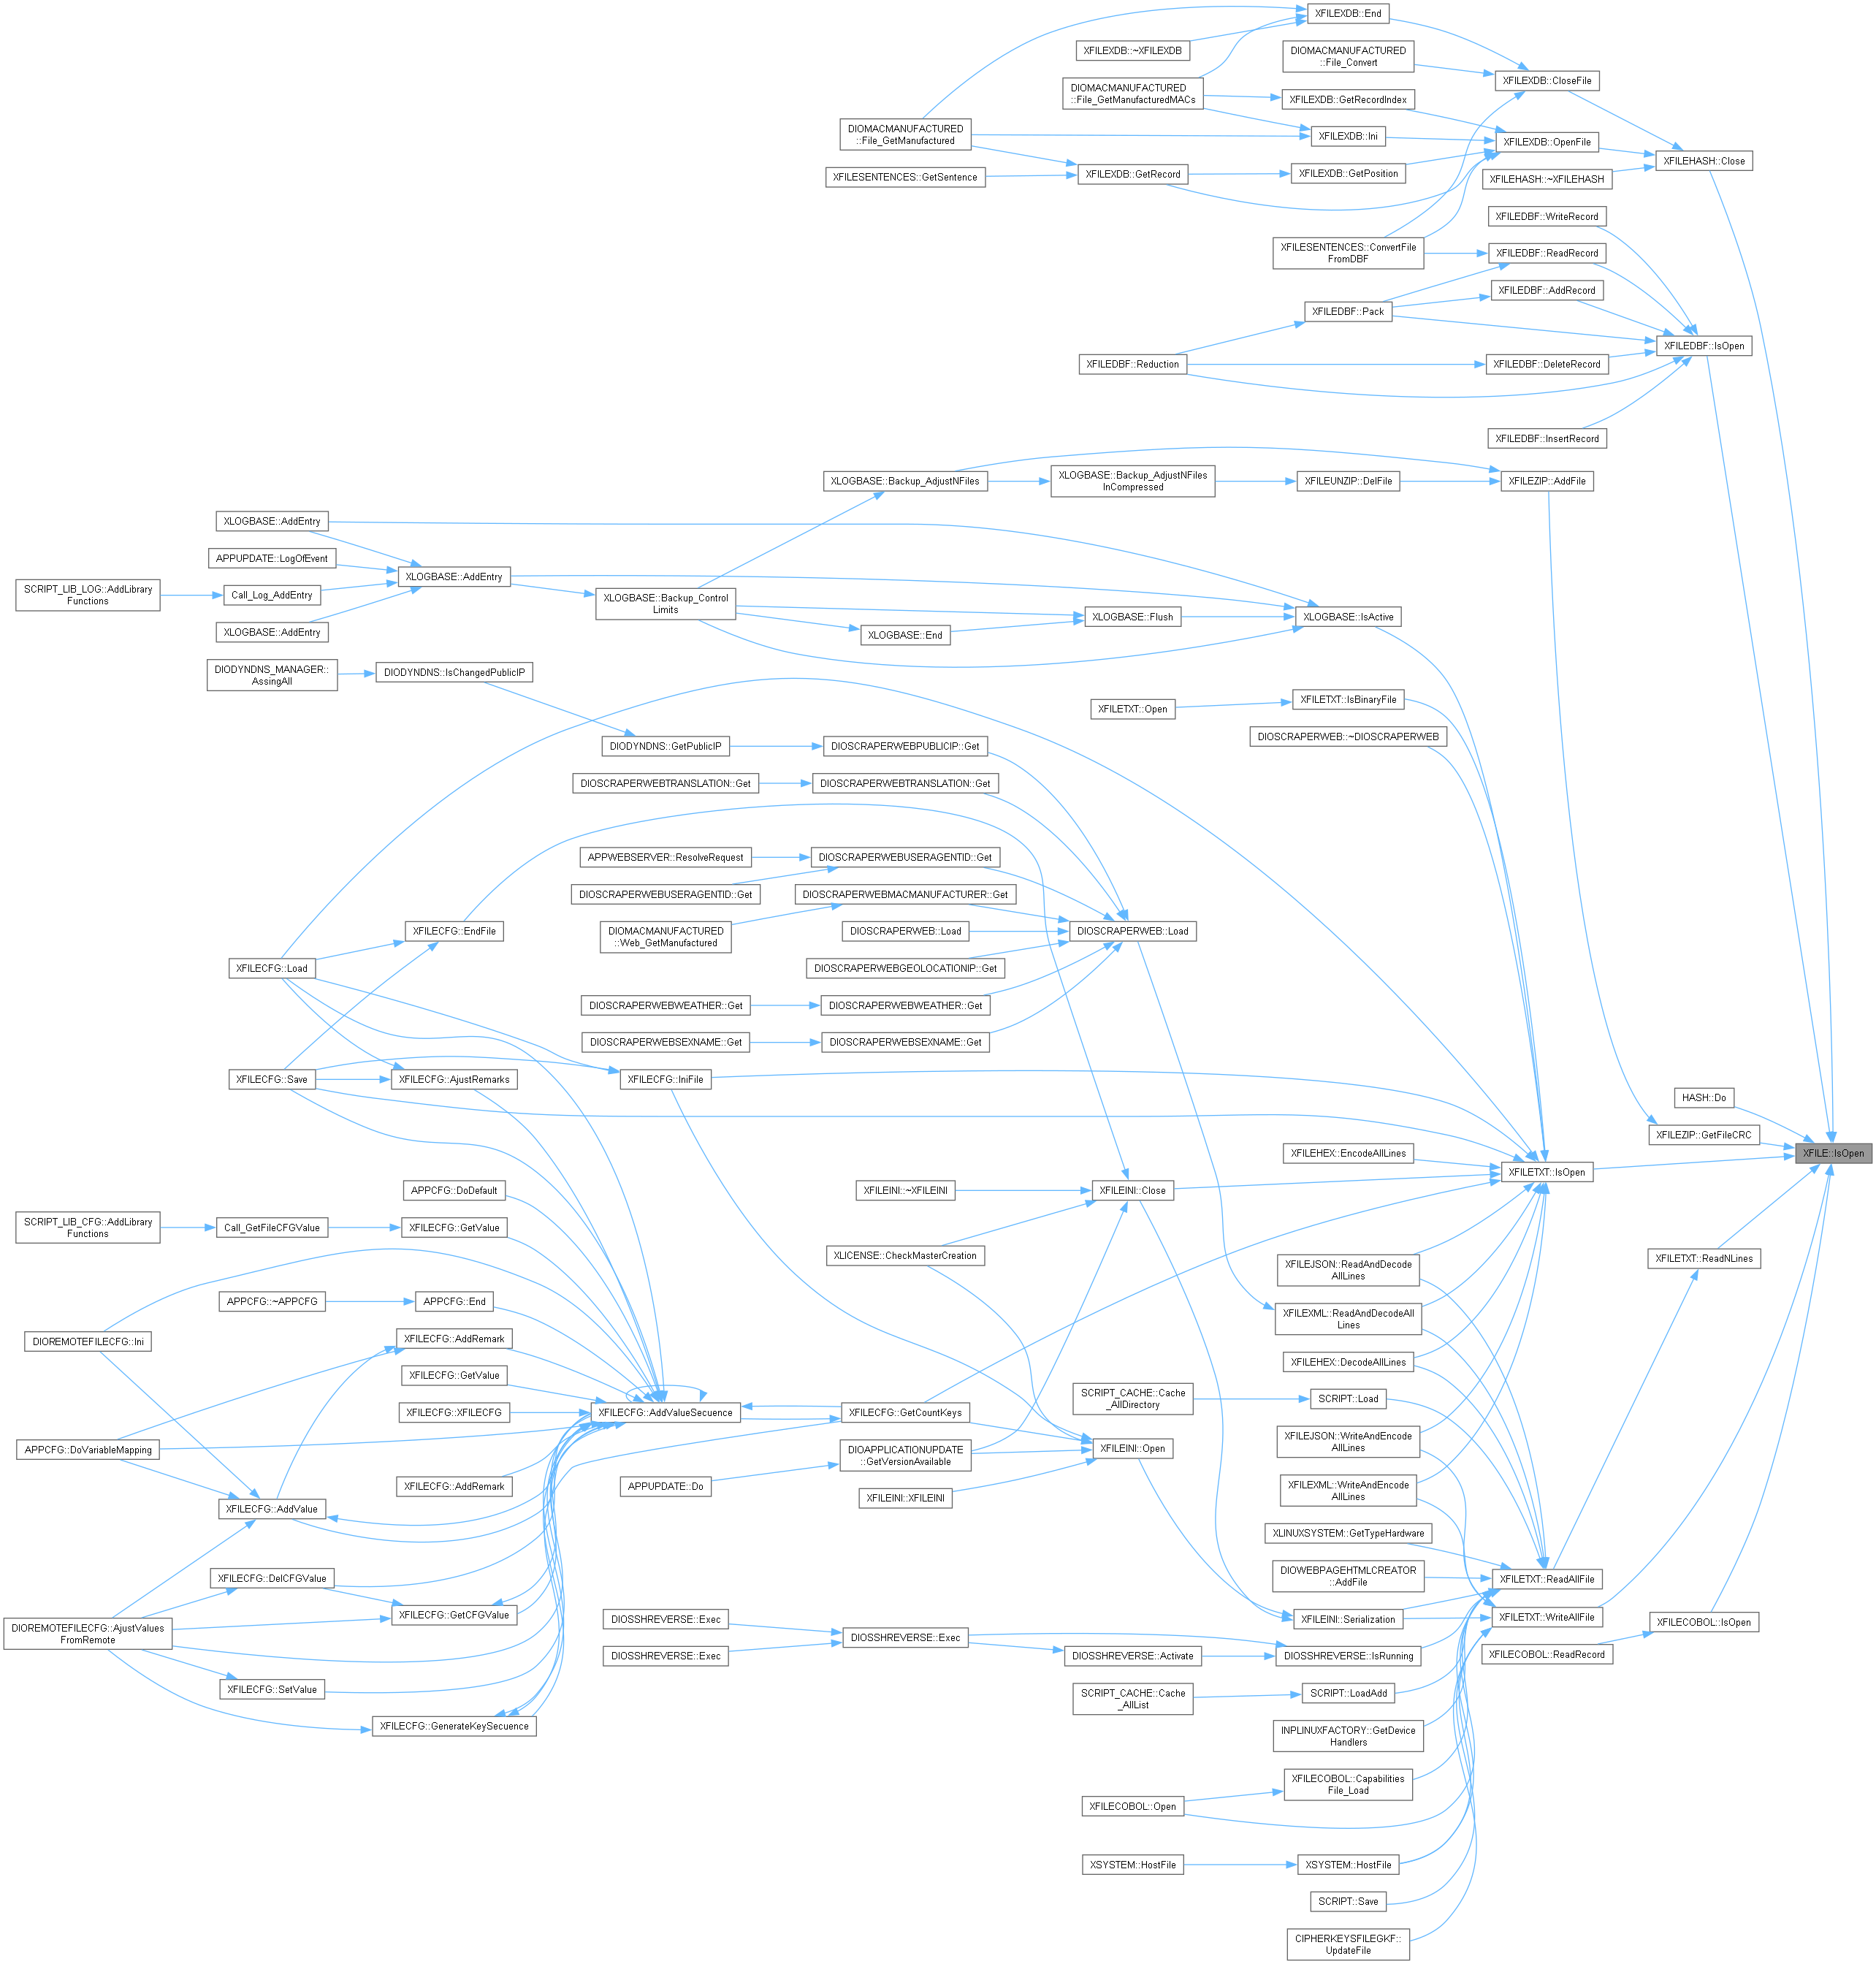 XFILEXDB::End
XFILEXDB::~XFILEXDB
DIOMACMANUFACTURED
::File_Convert
XFILEXDB::CloseFile
DIOMACMANUFACTURED
::File_GetManufacturedMACs
XFILEXDB::GetRecordIndex
DIOMACMANUFACTURED
::File_GetManufactured
XFILEXDB::Ini
XFILEXDB::OpenFile
XFILEHASH::Close
XFILESENTENCES::GetSentence
XFILEXDB::GetRecord
XFILEXDB::GetPosition
XFILEHASH::~XFILEHASH
XFILEDBF::WriteRecord
XFILESENTENCES::ConvertFile
FromDBF
XFILEDBF::ReadRecord
XFILEDBF::AddRecord
XFILEDBF::Pack
XFILEDBF::IsOpen
XFILEDBF::Reduction
XFILEDBF::DeleteRecord
XFILEDBF::InsertRecord
XLOGBASE::Backup_AdjustNFiles
XLOGBASE::Backup_AdjustNFiles
InCompressed
XFILEUNZIP::DelFile
XFILEZIP::AddFile
XLOGBASE::AddEntry
APPUPDATE::LogOfEvent
XLOGBASE::AddEntry
SCRIPT_LIB_LOG::AddLibrary
Functions
Call_Log_AddEntry
XLOGBASE::Backup_Control
Limits
XLOGBASE::Flush
XLOGBASE::IsActive
XLOGBASE::AddEntry
XLOGBASE::End
DIODYNDNS_MANAGER::
AssingAll
DIODYNDNS::IsChangedPublicIP
XFILETXT::Open
XFILETXT::IsBinaryFile
DIOSCRAPERWEB::~DIOSCRAPERWEB
DIODYNDNS::GetPublicIP
DIOSCRAPERWEBPUBLICIP::Get
DIOSCRAPERWEBTRANSLATION::Get
DIOSCRAPERWEBTRANSLATION::Get
APPWEBSERVER::ResolveRequest
DIOSCRAPERWEBUSERAGENTID::Get
DIOSCRAPERWEBUSERAGENTID::Get
DIOSCRAPERWEBMACMANUFACTURER::Get
XFILECFG::EndFile
DIOMACMANUFACTURED
::Web_GetManufactured
DIOSCRAPERWEB::Load
DIOSCRAPERWEB::Load
XFILECFG::Load
DIOSCRAPERWEBGEOLOCATIONIP::Get
DIOSCRAPERWEBWEATHER::Get
DIOSCRAPERWEBWEATHER::Get
DIOSCRAPERWEBSEXNAME::Get
DIOSCRAPERWEBSEXNAME::Get
XFILECFG::Save
XFILECFG::AjustRemarks
XFILECFG::IniFile
HASH::Do
XFILEZIP::GetFileCRC
XFILE::IsOpen
XFILEHEX::EncodeAllLines
XFILETXT::IsOpen
APPCFG::DoDefault
XFILEINI::~XFILEINI
XFILEINI::Close
SCRIPT_LIB_CFG::AddLibrary
Functions
Call_GetFileCFGValue
XFILECFG::GetValue
XLICENSE::CheckMasterCreation
XFILEJSON::ReadAndDecode
AllLines
XFILETXT::ReadNLines
APPCFG::~APPCFG
APPCFG::End
XFILEXML::ReadAndDecodeAll
Lines
DIOREMOTEFILECFG::Ini
XFILECFG::AddRemark
XFILEHEX::DecodeAllLines
XFILECFG::GetValue
SCRIPT_CACHE::Cache
_AllDirectory
SCRIPT::Load
XFILECFG::XFILECFG
XFILECFG::AddValueSecuence
XFILECFG::GetCountKeys
XFILEJSON::WriteAndEncode
AllLines
APPCFG::DoVariableMapping
DIOAPPLICATIONUPDATE
::GetVersionAvailable
XFILEINI::Open
XFILECFG::AddRemark
APPUPDATE::Do
XFILEINI::XFILEINI
XFILEXML::WriteAndEncode
AllLines
XFILECFG::AddValue
XLINUXSYSTEM::GetTypeHardware
XFILECFG::DelCFGValue
DIOWEBPAGEHTMLCREATOR
::AddFile
XFILETXT::ReadAllFile
XFILECFG::GetCFGValue
DIOSSHREVERSE::Exec
XFILEINI::Serialization
XFILETXT::WriteAllFile
XFILECOBOL::IsOpen
DIOREMOTEFILECFG::AjustValues
FromRemote
DIOSSHREVERSE::Exec
DIOSSHREVERSE::Exec
DIOSSHREVERSE::Activate
DIOSSHREVERSE::IsRunning
XFILECOBOL::ReadRecord
XFILECFG::SetValue
SCRIPT_CACHE::Cache
_AllList
SCRIPT::LoadAdd
XFILECFG::GenerateKeySecuence
INPLINUXFACTORY::GetDevice
Handlers
XFILECOBOL::Capabilities
File_Load
XFILECOBOL::Open
XSYSTEM::HostFile
XSYSTEM::HostFile
SCRIPT::Save
CIPHERKEYSFILEGKF::
UpdateFile